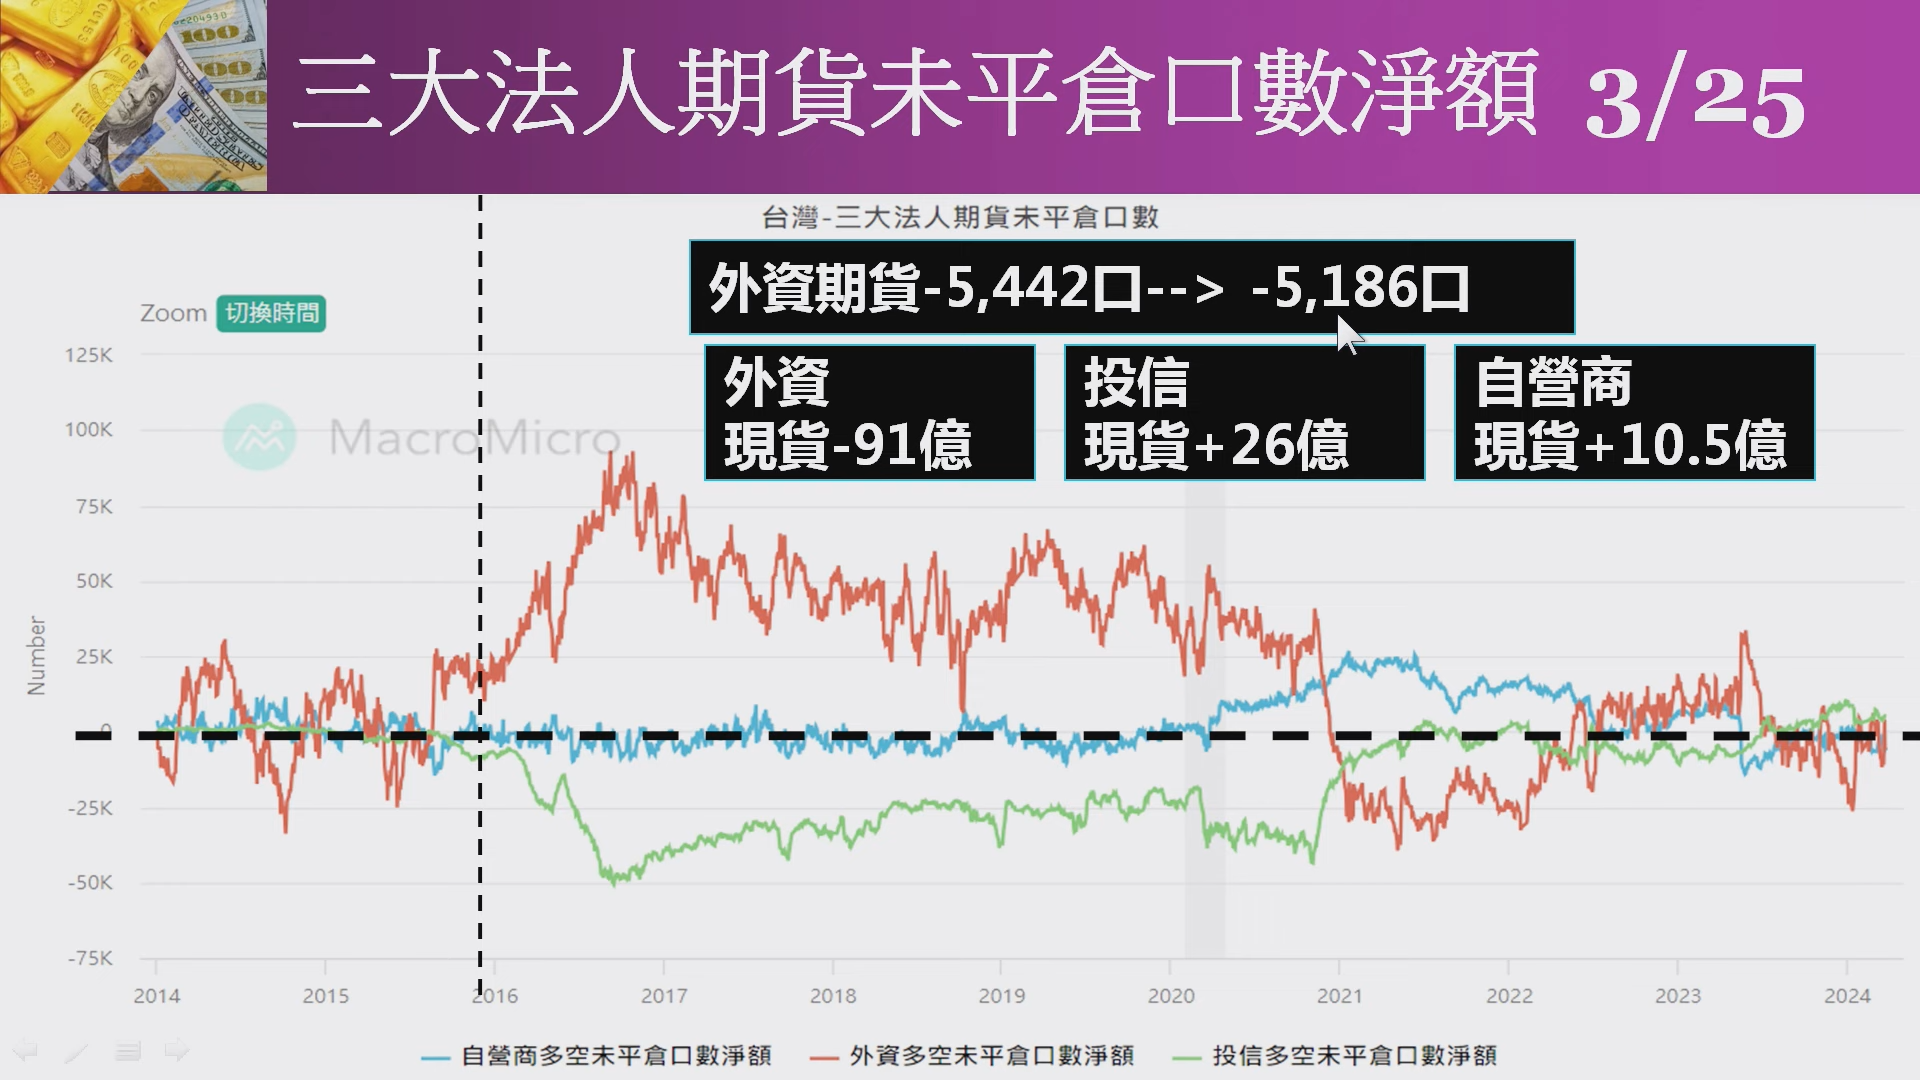 三大法人期貨未平倉口數淨額 3/25
台灣-三大法人期貨未平倉口數
外資期貨-5,442口--> -5,186口
Zoom 切換時間
外資
現貨-91億
投信
現貨+26億
自營商
現貨+10.5億
MacroMicro
125K
100K
75K
50K
25K
0
-25K
-50K
-75K
Number
2014 2015 2016 2017 2018 2019 2020 2021 2022 2023 2024
自營商多空未平倉口數淨額 外資多空未平倉口數淨額 投信多空未平倉口數淨額